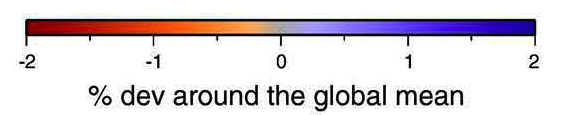 -2 -1 0 1 2
% dev around the global mean